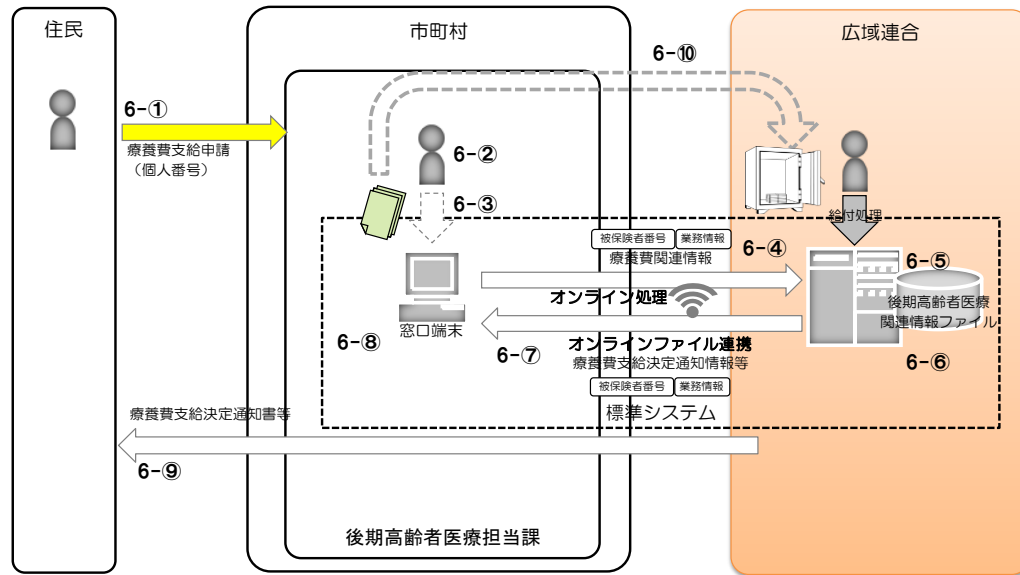 住民
市町村
広域連合
6-⑩
6-①
療養費支給申請
（個人番号）
6-②
6-③
給付処理
被保険者番号
業務情報
6-④
療養費関連情報
6-⑤
オンライン処理
後期高齢者医療
関連情報ファイル
窓口端末
6-⑧
6-⑦
オンラインファイル連携
療養費支給決定通知情報等
6-⑥
被保険者番号
業務情報
標準システム
療養費支給決定通知書等
6-⑨
後期高齢者医療担当課